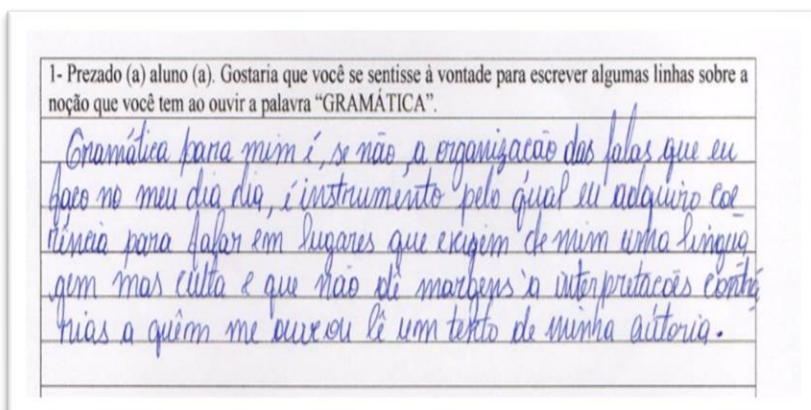 1- Prezado (a) aluno (a). Gostaria que você se sentisse à vontade para escrever algumas linhas sobre a
noção que você tem ao ouvir a palavra “GRAMÁTICA”.
Gramática para mim é, se não, a organizacão das falas que eu
faço no meu dia dia, é instrumento pelo qual eu adquiro coe
rência para falar em lugares que exigem de mim uma lingua
gem mas culta e que não dê margens à interpretacões contrá
rias a quém me ouve ou lê um texto de minha autoria.